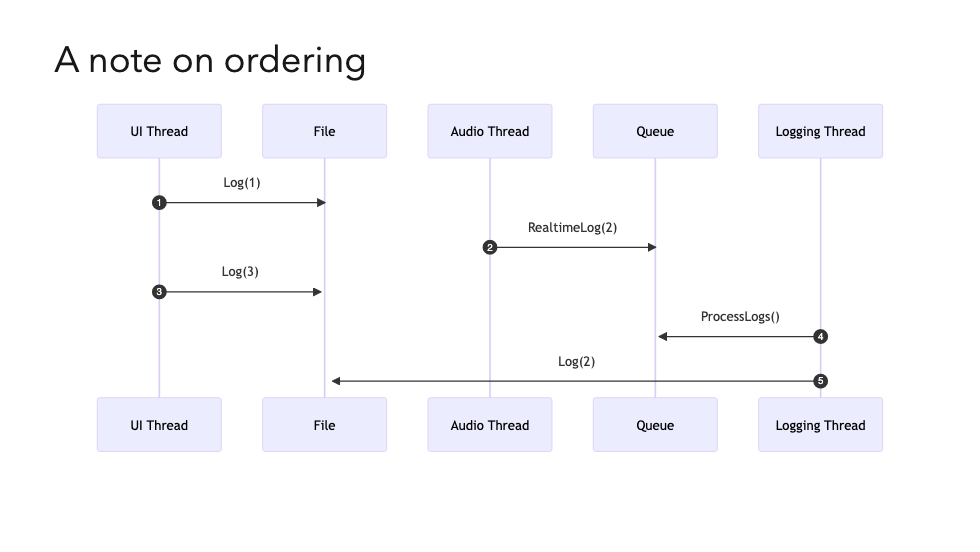 A note on ordering
UI Thread
File
Audio Thread
Queue
Logging Thread
Log(1)
1
RealtimeLog(2)
2
Log(3)
3
ProcessLogs()
4
Log(2)
5
UI Thread
File
Audio Thread
Queue
Logging Thread